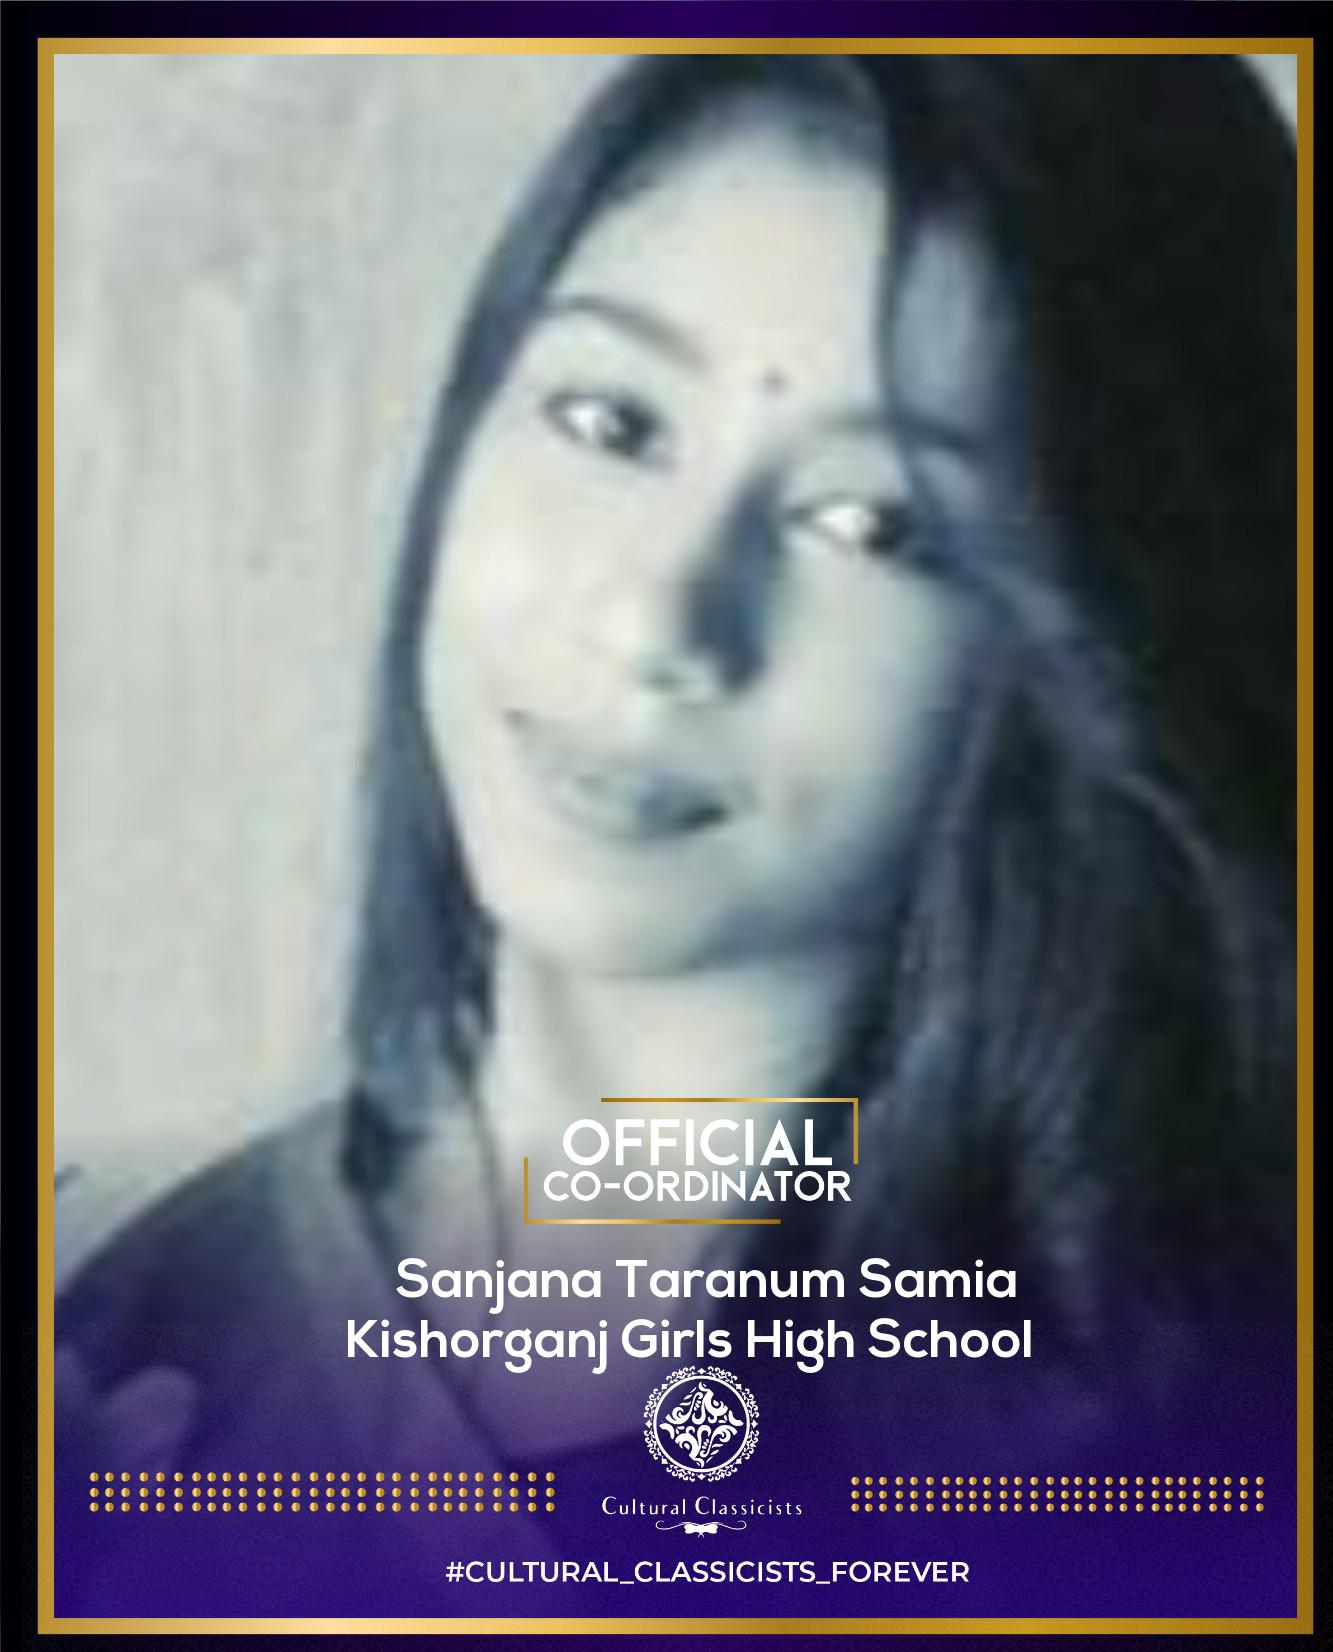 OFFICIAL
CO-ORDINATOR
Sanjana Taranum Samia
Kishorganj Girls High School
Cultural Classicists
#CULTURAL_CLASSICISTS_FOREVER